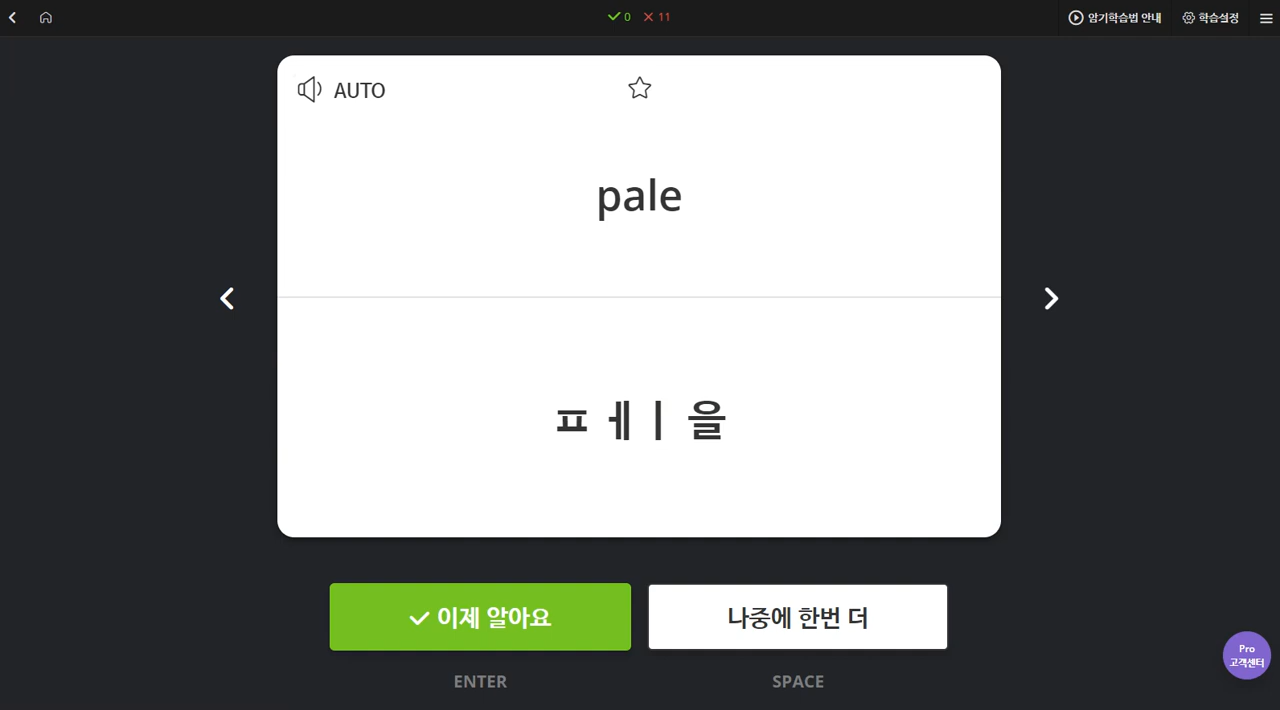 0 11 암기학습법 안내 학습설정
AUTO
pale
ㅍ ㅔ ㅣ 을
이제 알아요 나중에 한번 더
ENTER SPACE
Pro
고객센터